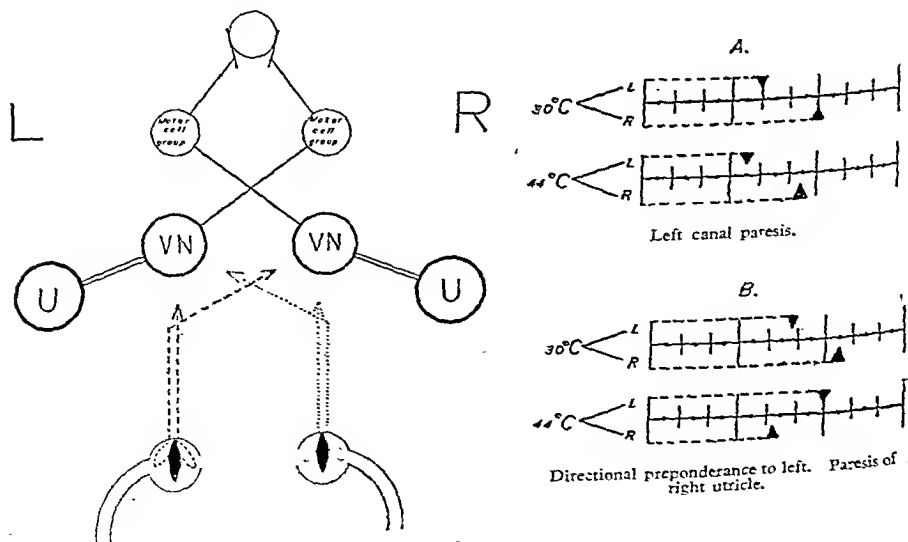 L
R
Motor
cell
group
Motor
cell
group
VN
VN
U
U
A.
30°C
L
R
44°C
L
R
Left canal paresis.
B.
30°C
L
R
44°C
L
R
Directional preponderance to left. Paresis of
right utricle.